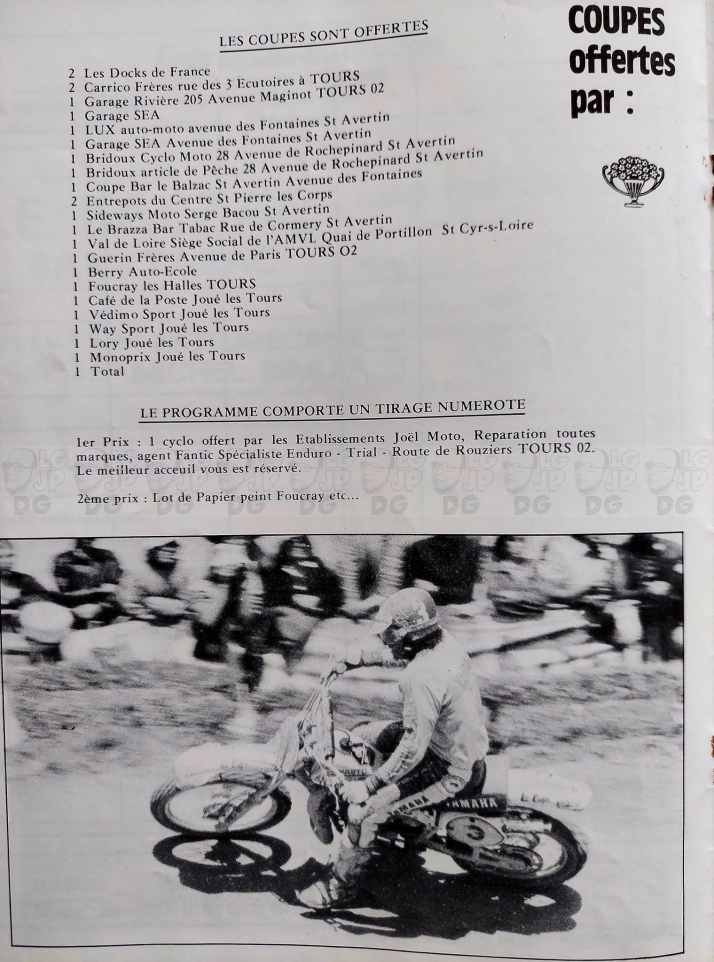 LES COUPES SONT OFFERTES
COUPES
offertes
par :
2 Les Docks de France
2 Carrico Frères rue des 3 Ecutoires à TOURS
1 Garage Rivière 205 Avenue Maginot TOURS 02
1 Garage SEA
1 LUX auto-moto avenue des Fontaines St Avertin
1 Garage SEA Avenue des Fontaines St Avertin
1 Bridoux Cyclo Moto 28 Avenue de Rochepinard St Avertin
1 Bridoux article de Pêche 28 Avenue de Rochepinard St Avertin
1 Coupe Bar le Balzac St Avertin Avenue des Fontaines
2 Entrepots du Centre St Pierre les Corps
1 Sideways Moto Serge Bacou St Avertin
1 Le Brazza Bar Tabac Rue de Cormery St Avertin
1 Val de Loire Siège Social de l'AMVL Quai de Portillon St Cyr-s-Loire
1 Guerin Frères Avenue de Paris TOURS O2
1 Berry Auto-Ecole
1 Foucray les Halles TOURS
1 Café de la Poste Joué les Tours
1 Védimo Sport Joué les Tours
1 Way Sport Joué les Tours
1 Lory Joué les Tours
1 Monoprix Joué les Tours
1 Total
LE PROGRAMME COMPORTE UN TIRAGE NUMEROTE
1er Prix : 1 cyclo offert par les Etablissements Joël Moto, Reparation toutes
marques, agent Fantic Spécialiste Enduro - Trial - Route de Rouziers TOURS 02.
Le meilleur acceuil vous est réservé.
2ème prix : Lot de Papier peint Foucray etc...
YAMAHA
YAMAHA